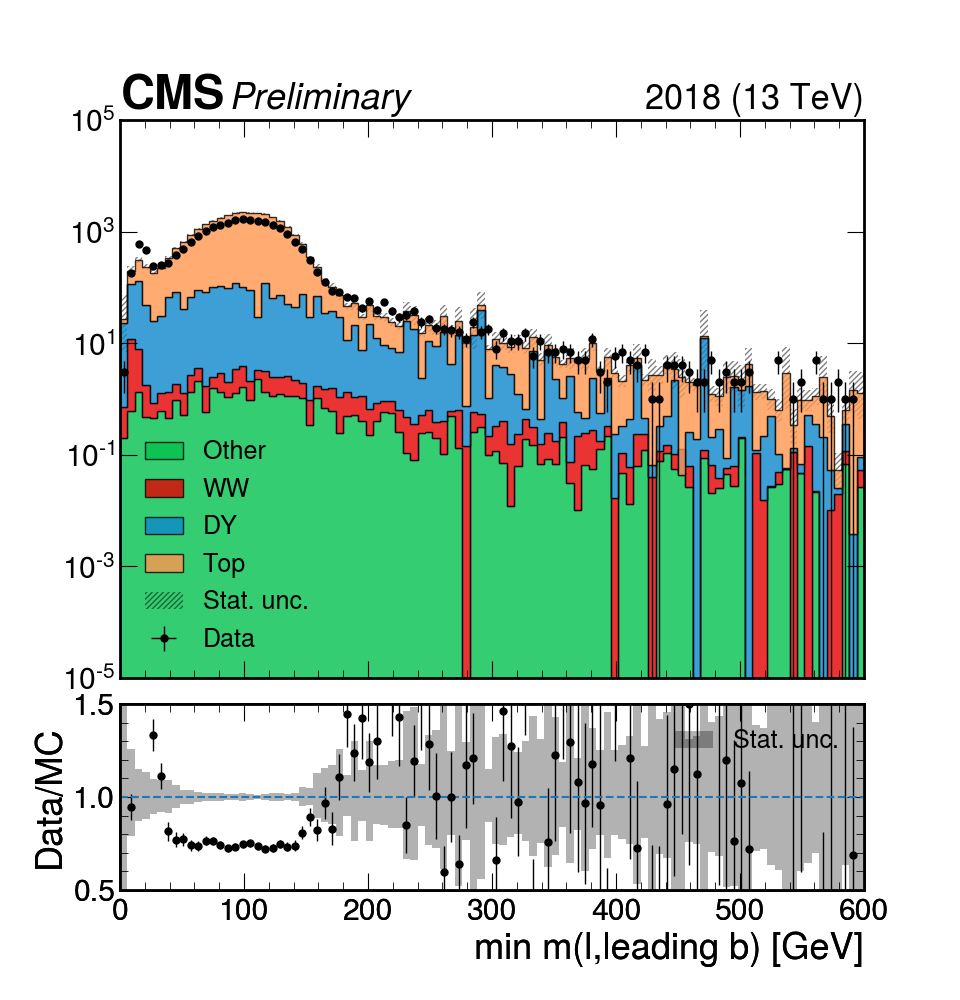 CMS Preliminary 2018 (13 TeV)
10^5
10^3
10^1
10^-1
10^-3
10^-5
Other
WW
DY
Top
Stat. unc.
Data
1.5
1.0
0.5
Data/MC
Stat. unc.
0 100 200 300 400 500 600
min m(l,leading b) [GeV]